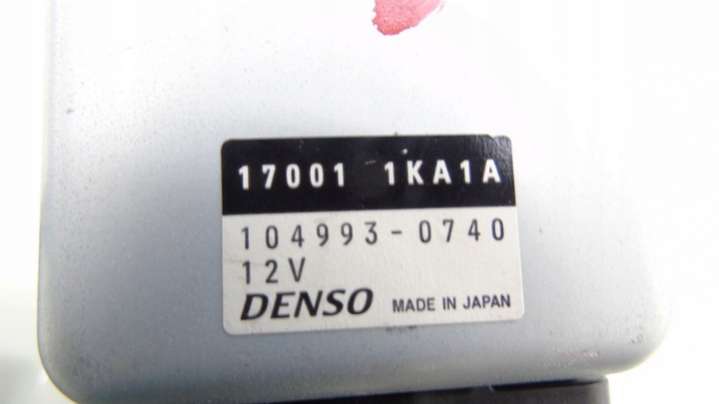 17001 1KA1A
104993-0740
12V
DENSO MADE IN JAPAN